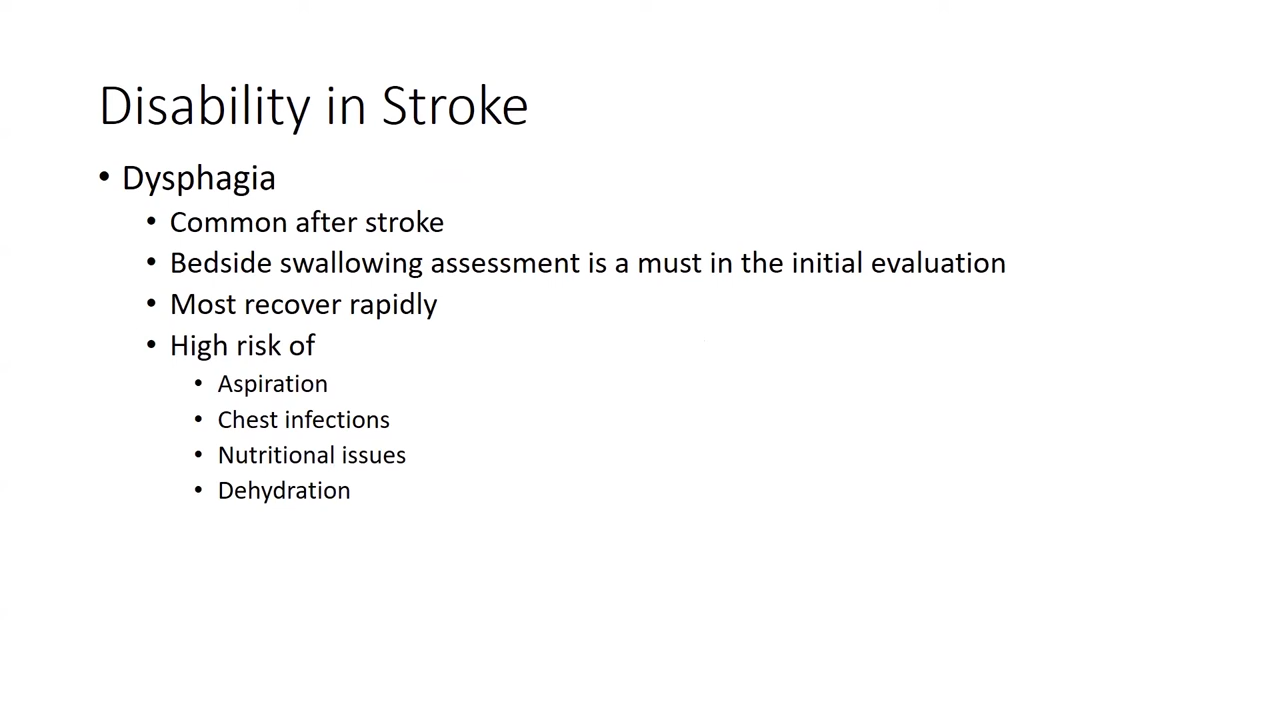 Disability in Stroke
• Dysphagia
• Common after stroke
• Bedside swallowing assessment is a must in the initial evaluation
• Most recover rapidly
• High risk of
• Aspiration
• Chest infections
• Nutritional issues
• Dehydration